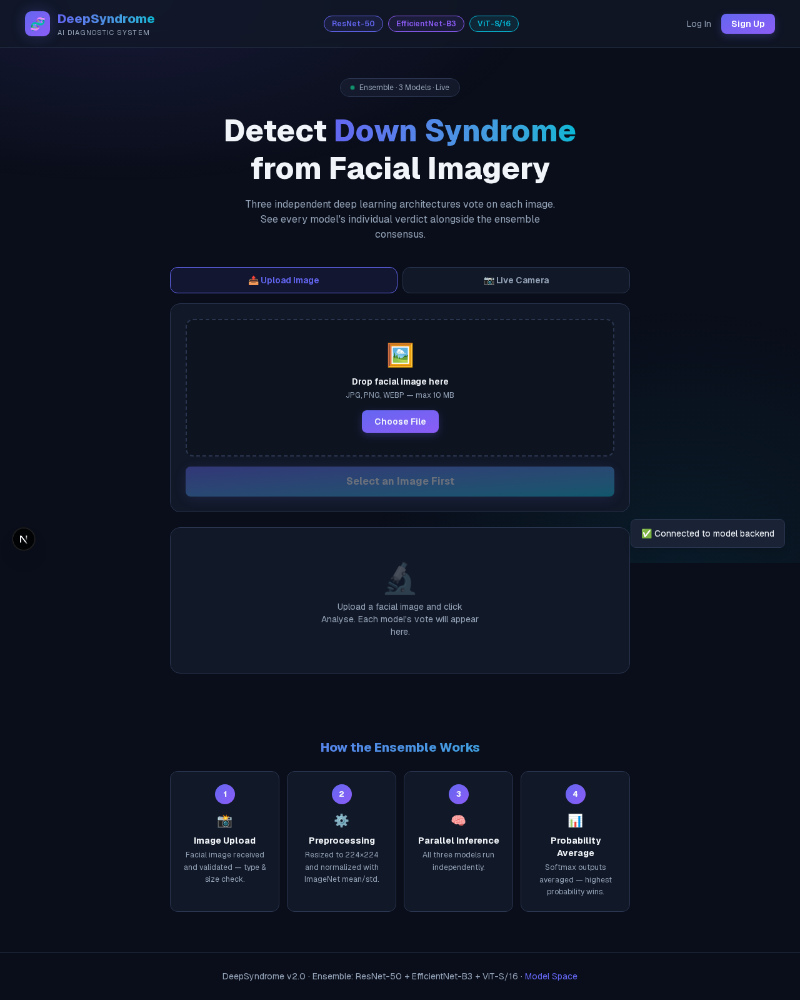 DeepSyndrome
AI DIAGNOSTIC SYSTEM
ResNet-50
EfficientNet-B3
ViT-S/16
Log In
Sign Up
Ensemble · 3 Models · Live
Detect Down Syndrome
from Facial Imagery
Three independent deep learning architectures vote on each image.
See every model's individual verdict alongside the ensemble
consensus.
Upload Image
Live Camera
Drop facial image here
JPG, PNG, WEBP — max 10 MB
Choose File
Select an Image First
N
Connected to model backend
Upload a facial image and click
Analyse. Each model's vote will appear
here.
How the Ensemble Works
1
Image Upload
Facial image received
and validated — type &
size check.
2
Preprocessing
Resized to 224×224
and normalized with
ImageNet mean/std.
3
Parallel Inference
All three models run
independently.
4
Probability
Average
Softmax outputs
averaged — highest
probability wins.
DeepSyndrome v2.0 · Ensemble: ResNet-50 + EfficientNet-B3 + ViT-S/16 · Model Space